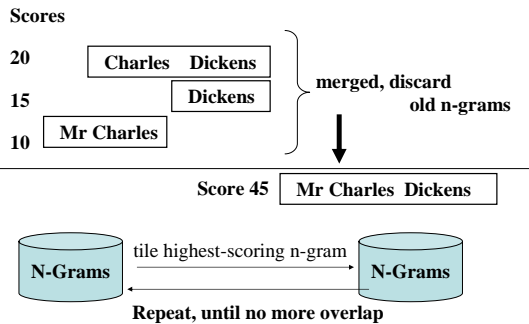 Scores
20 Charles Dickens
15 Dickens
10 Mr Charles
merged, discard
old n-grams
Score 45 Mr Charles Dickens
N-Grams
tile highest-scoring n-gram
N-Grams
Repeat, until no more overlap